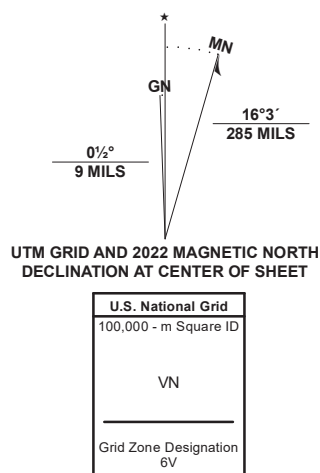 ★
MN
GN
16°3´
285 MILS
0½°
9 MILS
UTM GRID AND 2022 MAGNETIC NORTH
DECLINATION AT CENTER OF SHEET
U.S. National Grid
100,000 - m Square ID
VN
Grid Zone Designation
6V